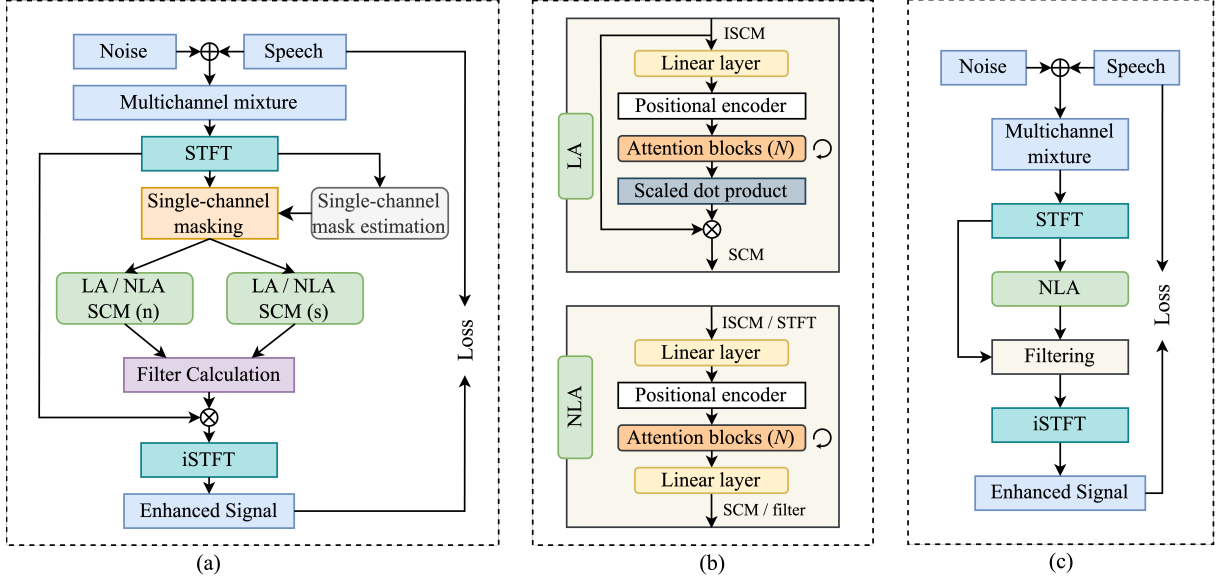 Noise
Speech
Multichannel mixture
STFT
Single-channel
masking
Single-channel
mask estimation
LA / NLA
SCM (n)
LA / NLA
SCM (s)
Filter Calculation
iSTFT
Enhanced Signal
Loss
(a)
ISCM
Linear layer
Positional encoder
Attention blocks (N)
Scaled dot product
SCM
LA
ISCM / STFT
Linear layer
Positional encoder
Attention blocks (N)
Linear layer
SCM / filter
NLA
(b)
Noise
Speech
Multichannel
mixture
STFT
NLA
Filtering
iSTFT
Enhanced Signal
Loss
(c)